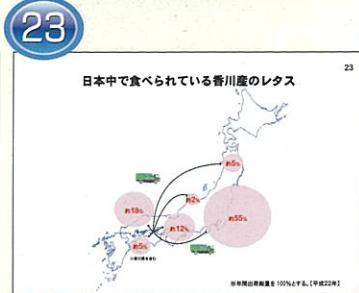 23
23
日本中で食べられている香川産のレタス
約5%
約2%
約18%
約12%
約55%
約5%
※年間出荷総量を100%とする。【平成22年】